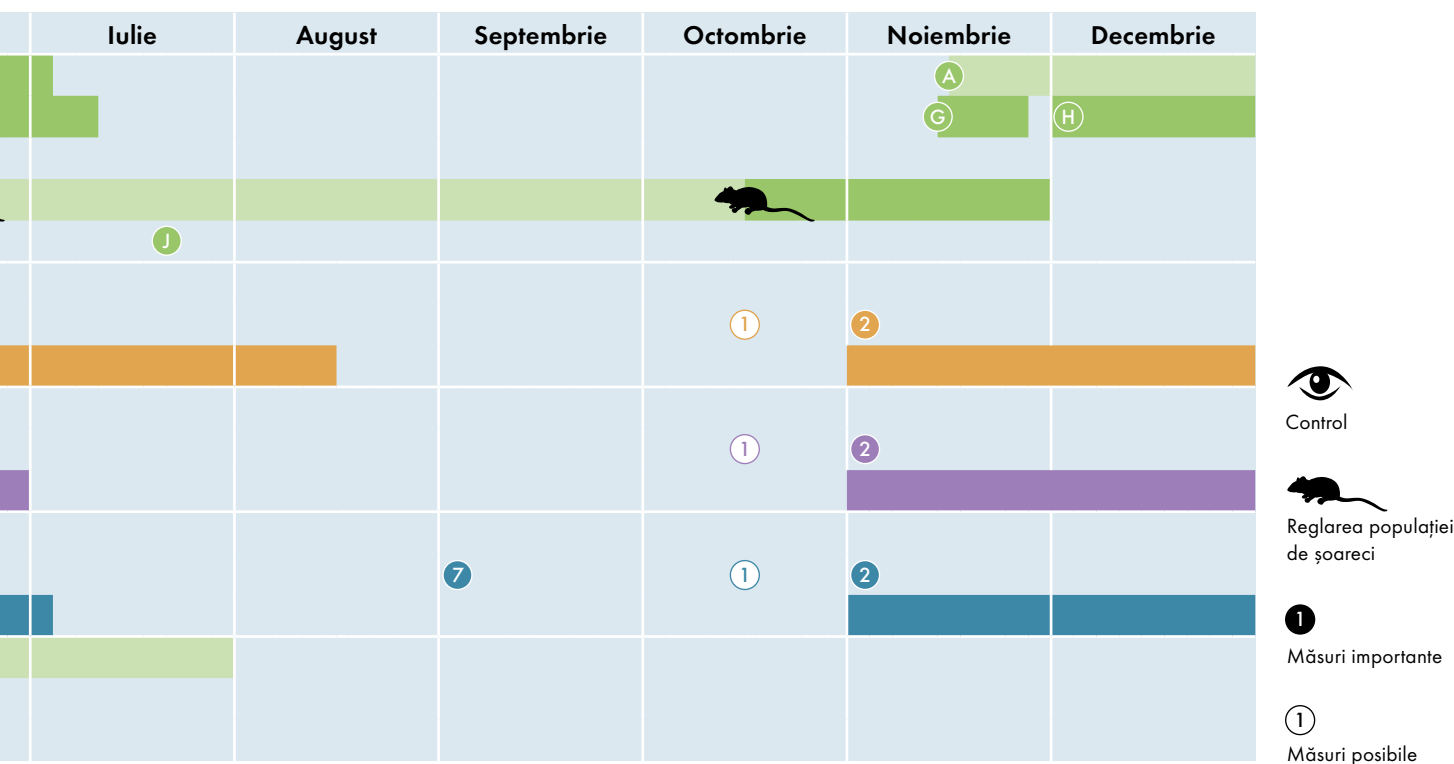 Iulie August Septembrie Octombrie Noiembrie Decembrie
A
G H
J
1 2
1 2
7 1 2
Control
Reglarea populației
de șoareci
1
Măsuri importante
1
Măsuri posibile